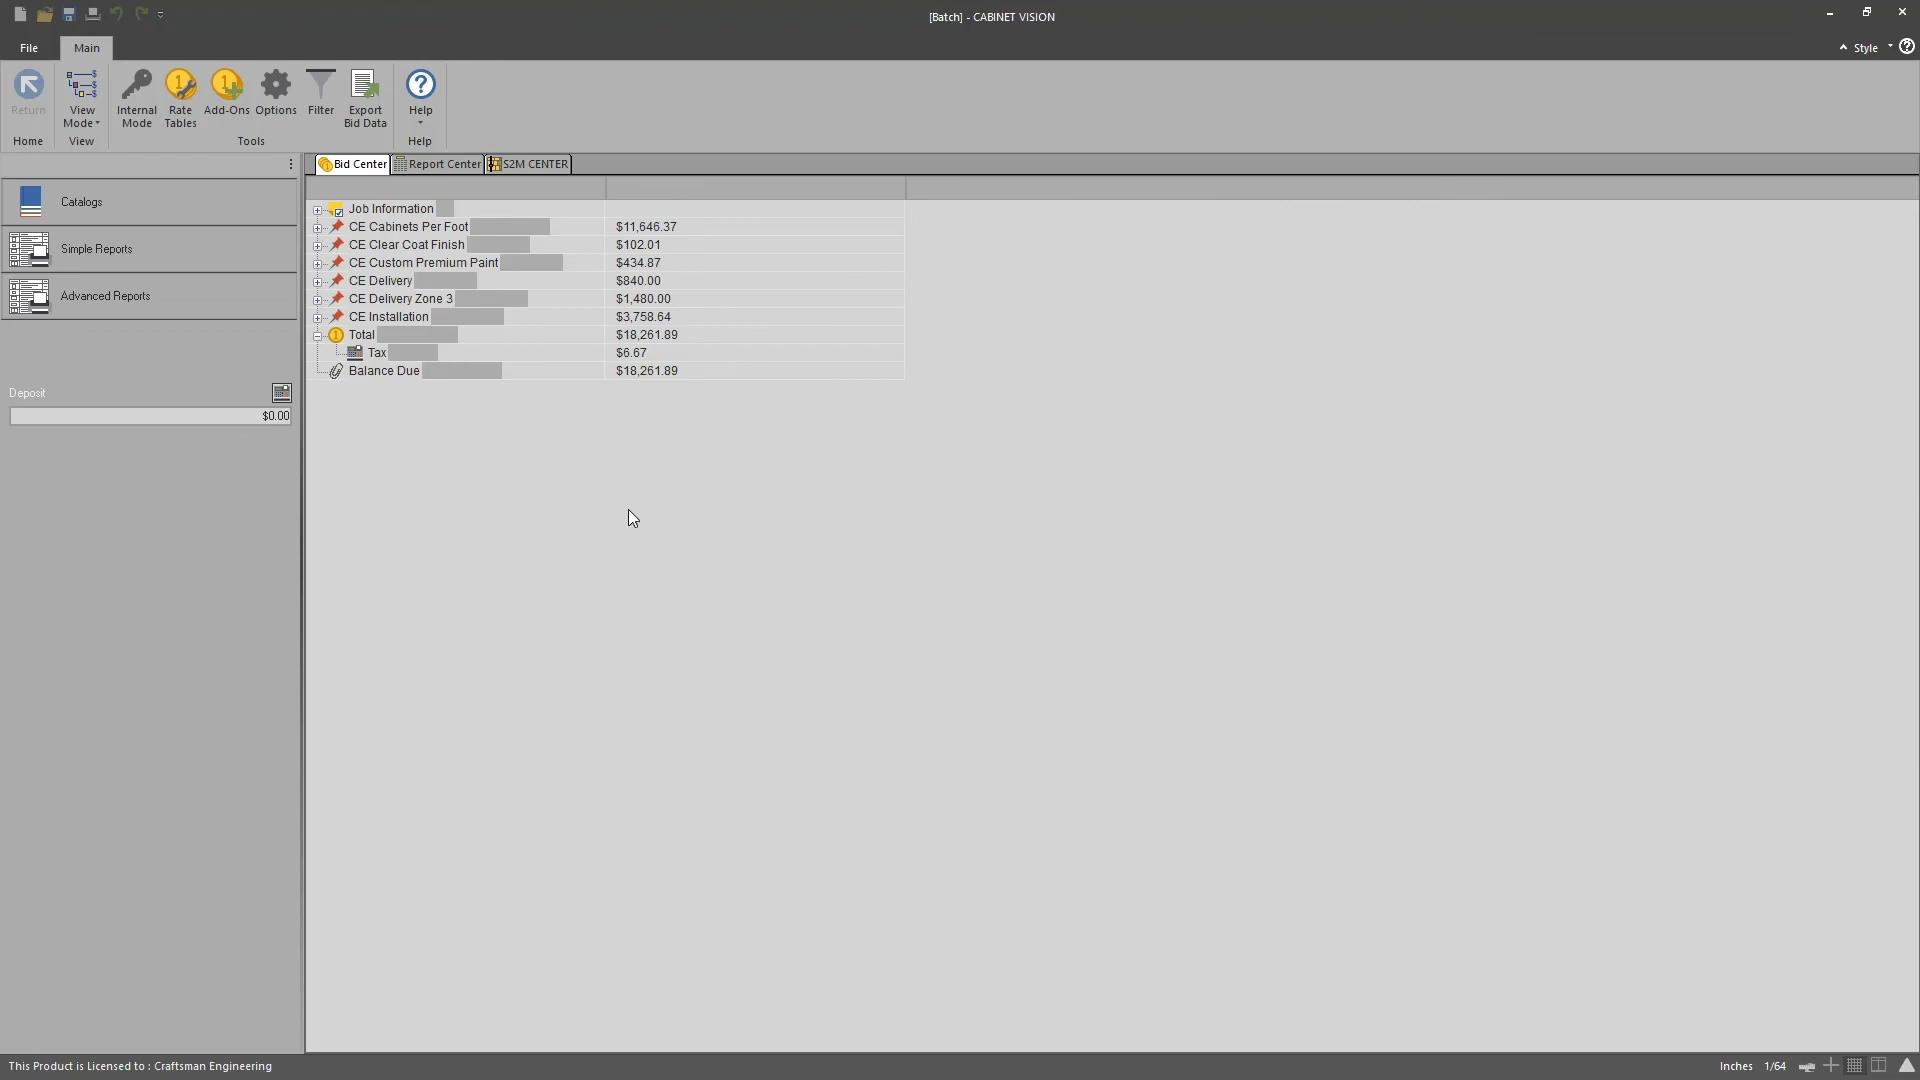 [Batch] - CABINET VISION
File
Main
Style
Return
View Mode
Internal Mode
Rate Tables
Add-Ons
Options
Filter
Export Bid Data
Help
Home
View
Tools
Help
Bid Center
Report Center
S2M CENTER
Catalogs
Simple Reports
Advanced Reports
Deposit
$0.00
Job Information
CE Cabinets Per Foot $11,646.37
CE Clear Coat Finish $102.01
CE Custom Premium Paint $434.87
CE Delivery $840.00
CE Delivery Zone 3 $1,480.00
CE Installation $3,758.64
Total $18,261.89
Tax $6.67
Balance Due $18,261.89
This Product is Licensed to : Craftsman Engineering
Inches 1/64